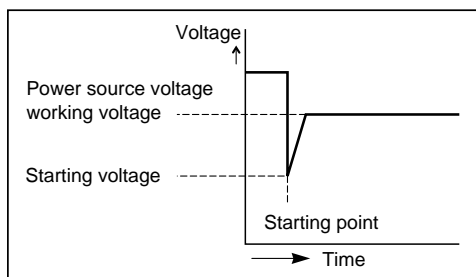 Voltage
Power source voltage
working voltage
Starting voltage
Starting point
Time